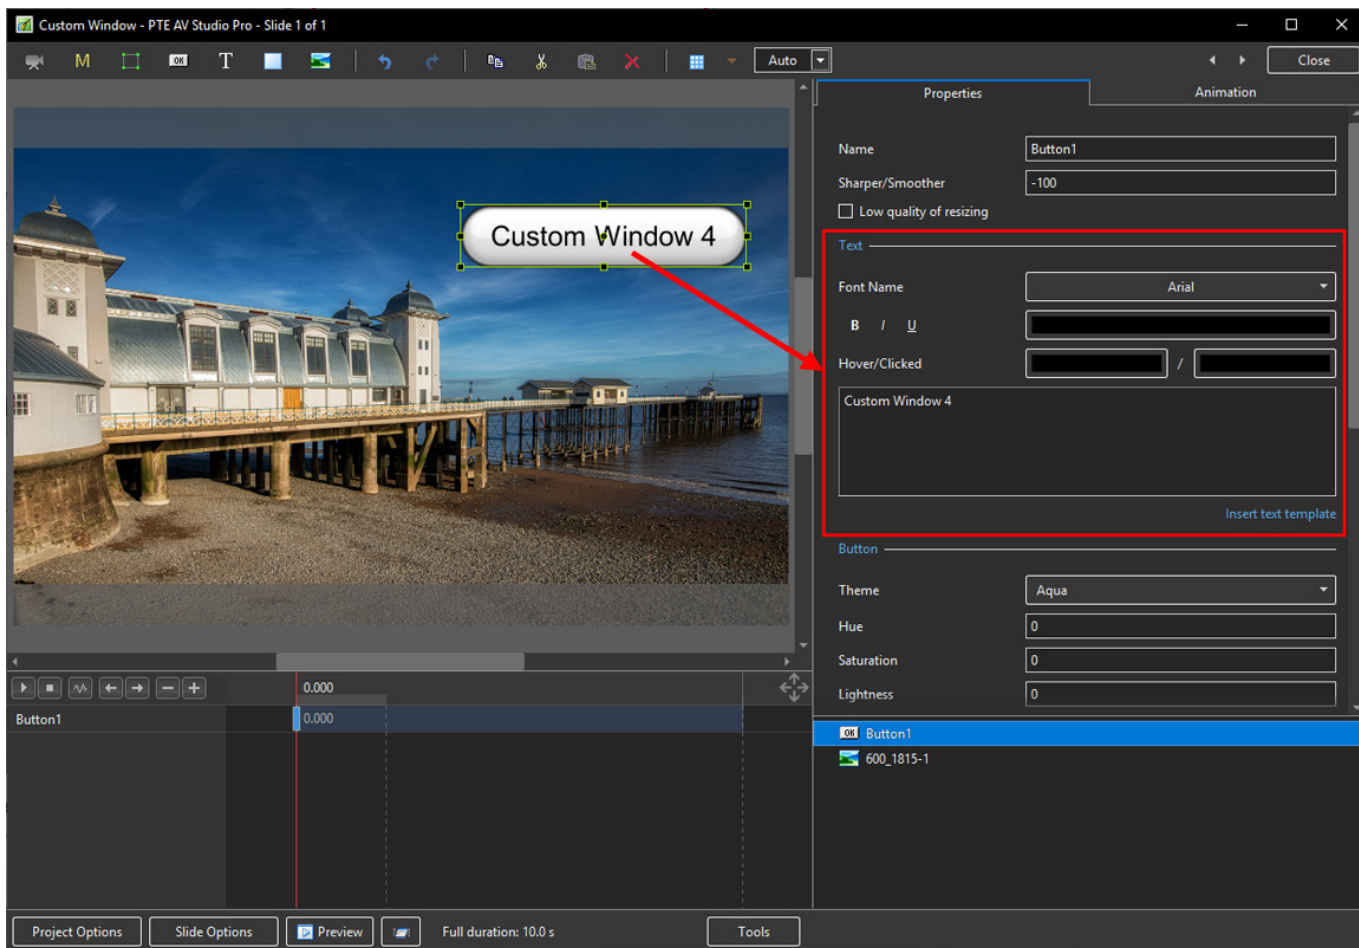 Custom Window - PTE AV Studio Pro - Slide 1 of 1
M OK T Auto Close
Custom Window 4
Properties Animation
Name Button1
Sharper/Smoother -100
Low quality of resizing
Text
Font Name Arial
B I U
Hover/Clicked /
Custom Window 4
Insert text template
Button
Theme Aqua
Hue 0
Saturation 0
Lightness 0
0.000
Button1 0.000
OK Button1
600_1815-1
Project Options Slide Options Preview Full duration: 10.0 s Tools